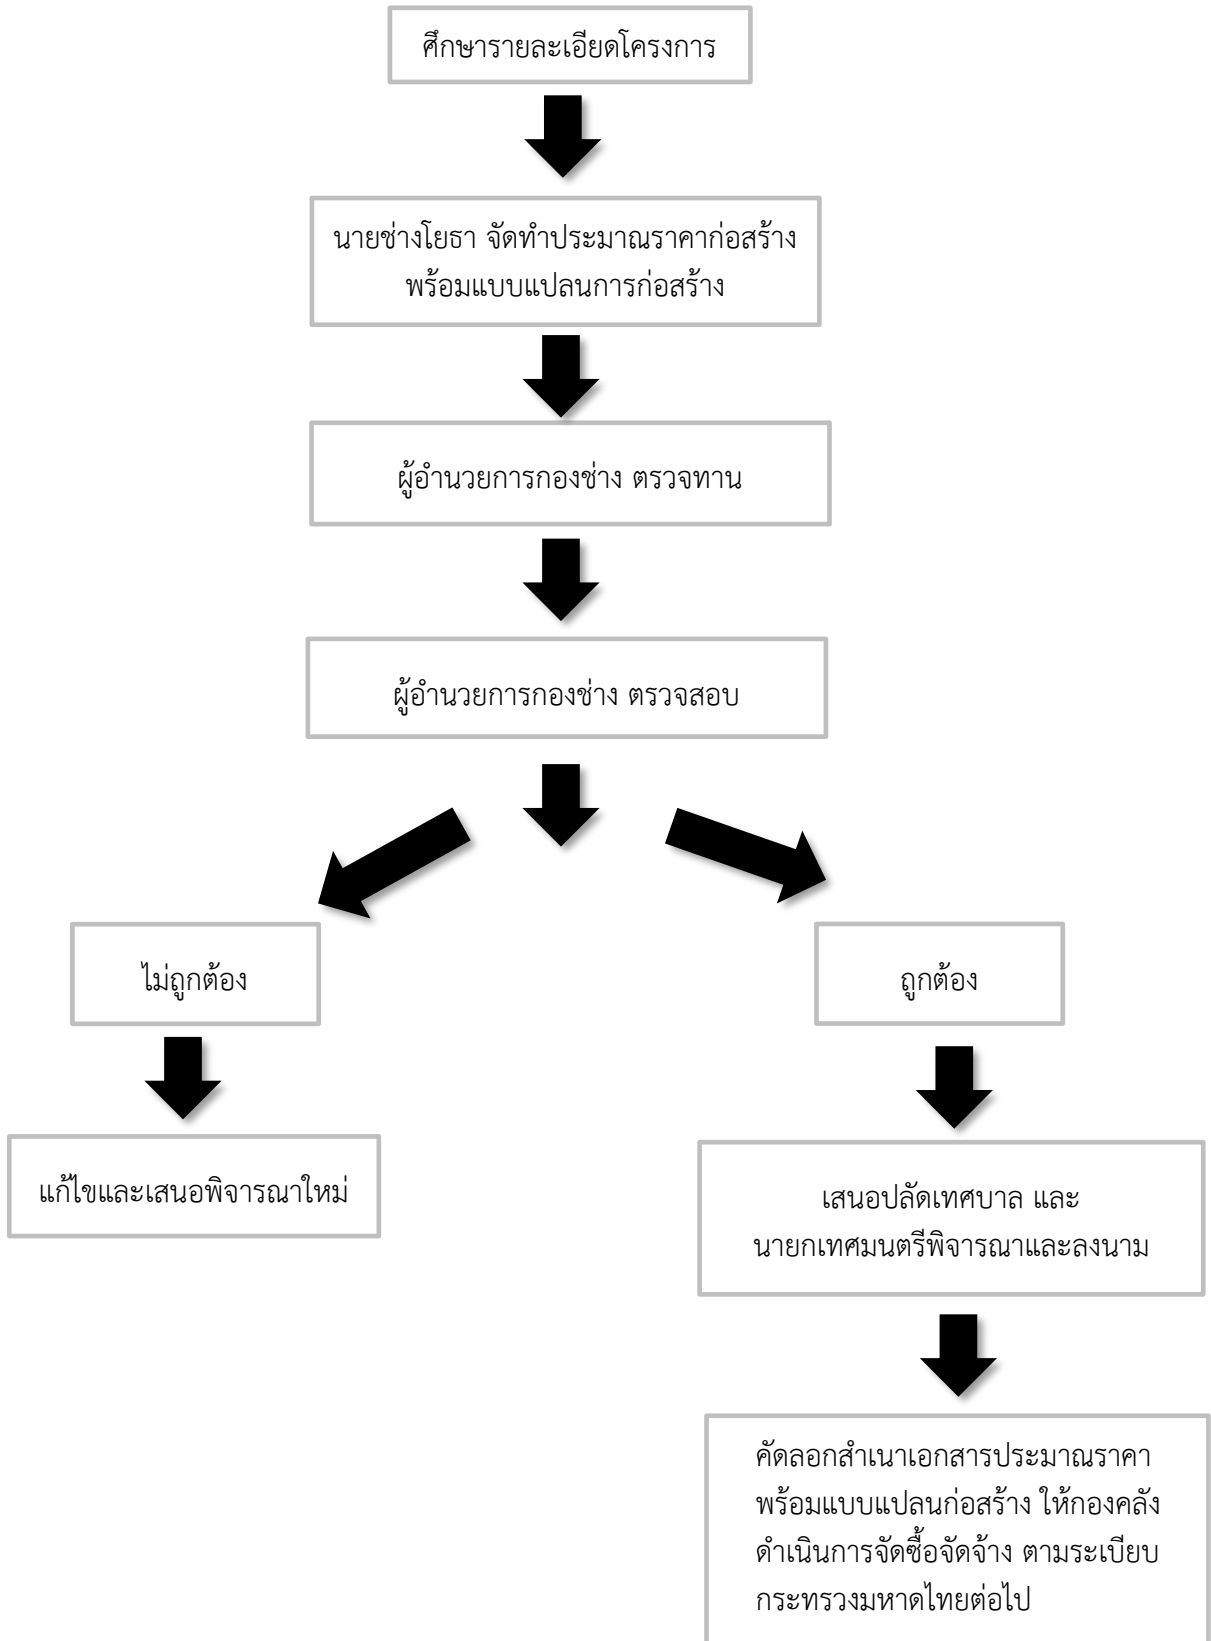 ศึกษารายละเอียดโครงการ
นายช่างโยธา จัดทำประมาณราคาก่อสร้าง
พร้อมแบบแปลนการก่อสร้าง
ผู้อำนวยการกองช่าง ตรวจทาน
ผู้อำนวยการกองช่าง ตรวจสอบ
ไม่ถูกต้อง
ถูกต้อง
แก้ไขและเสนอพิจารณาใหม่
เสนอปลัดเทศบาล และ
นายกเทศมนตรีพิจารณาและลงนาม
คัดลอกสำเนาเอกสารประมาณราคา
พร้อมแบบแปลนก่อสร้าง ให้กองคลัง
ดำเนินการจัดซื้อจัดจ้าง ตามระเบียบ
กระทรวงมหาดไทยต่อไป